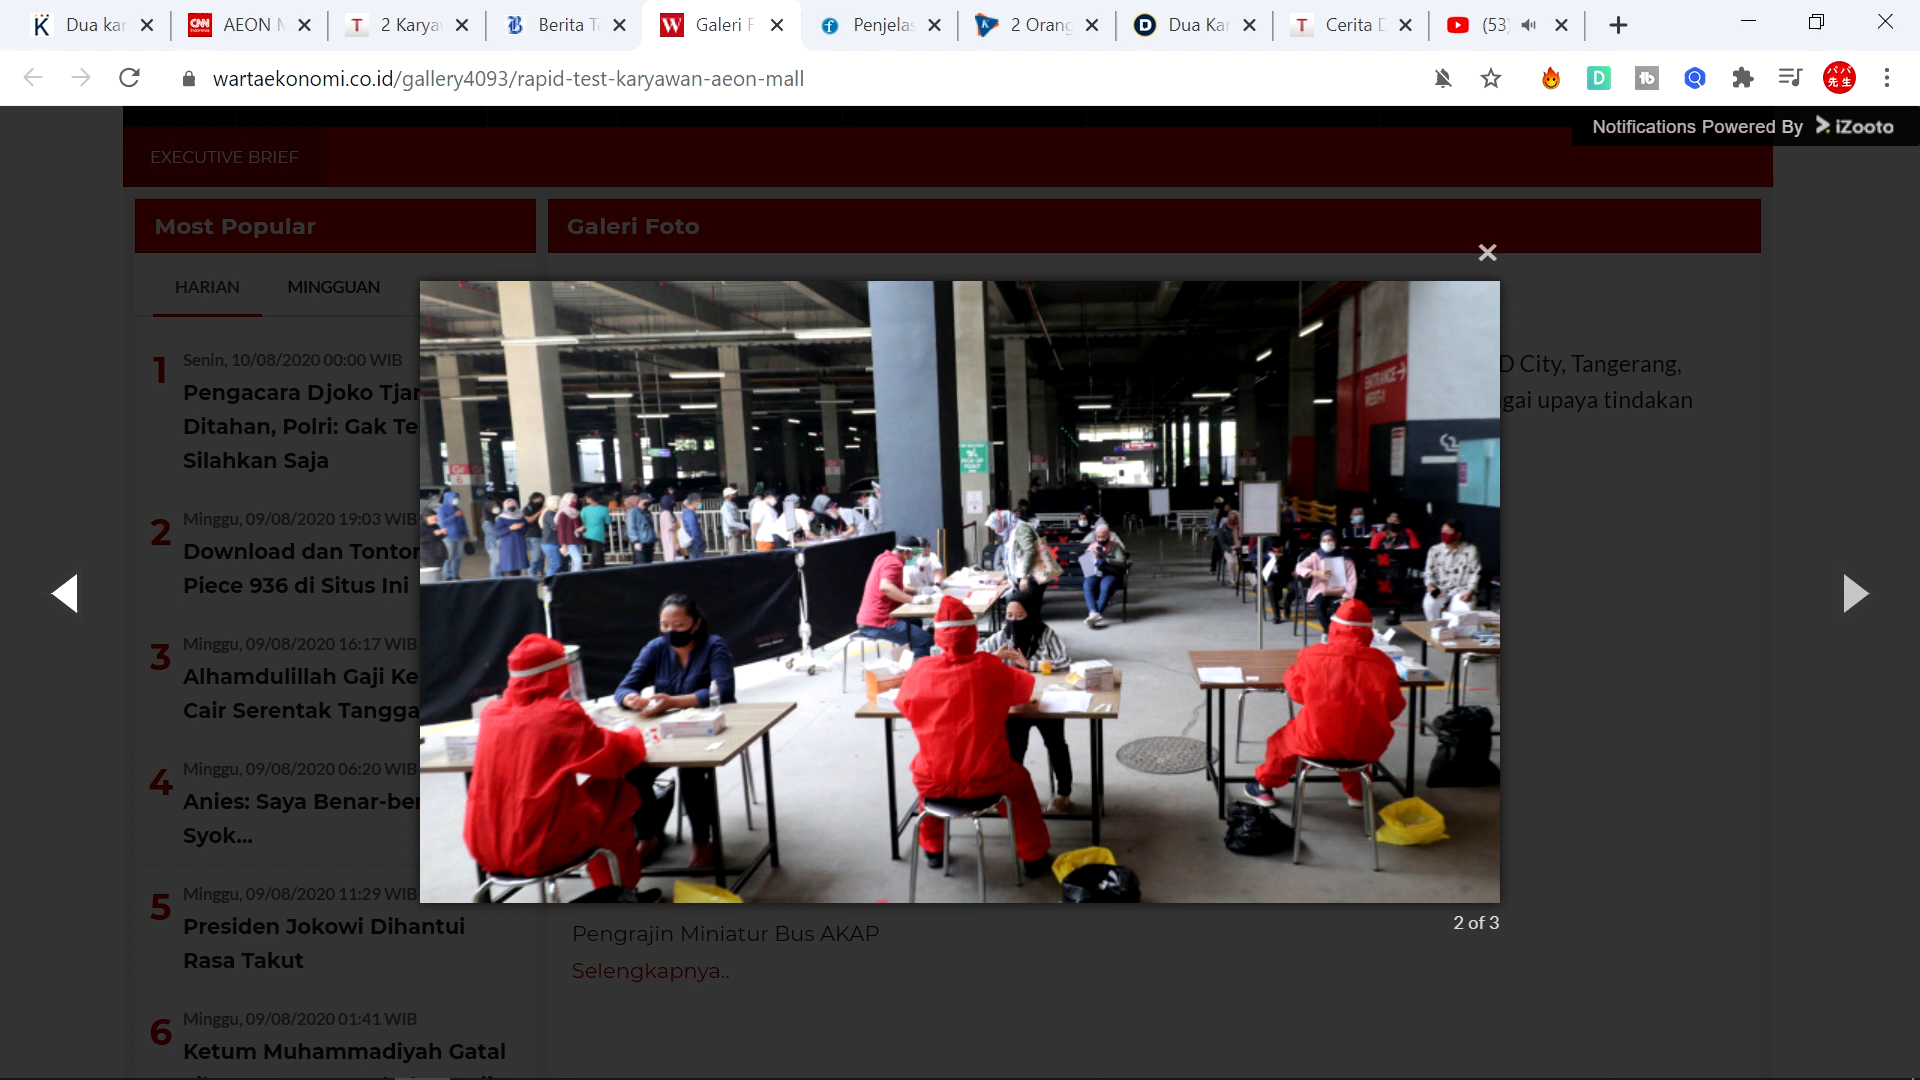 Dua kar
AEON M
2 Karya
Berita T
Galeri F
Penjelas
2 Orang
Dua Kar
Cerita D
(53)
wartaekonomi.co.id/gallery4093/rapid-test-karyawan-aeon-mall
Notifications Powered By iZooto
EXECUTIVE BRIEF
Most Popular
Galeri Foto
HARIAN
MINGGUAN
1
Senin, 10/08/2020 00:00 WIB
Pengacara Djoko Tjan
Ditahan, Polri: Gak Te
Silahkan Saja
D City, Tangerang,
gai upaya tindakan
2
Minggu, 09/08/2020 19:03 WIB
Download dan Tonton
Piece 936 di Situs Ini
3
Minggu, 09/08/2020 16:17 WIB
Alhamdulillah Gaji Ke
Cair Serentak Tangga
4
Minggu, 09/08/2020 06:20 WIB
Anies: Saya Benar-ber
Syok...
5
Minggu, 09/08/2020 11:29 WIB
Presiden Jokowi Dihantui
Rasa Takut
6
Minggu, 09/08/2020 01:41 WIB
Ketum Muhammadiyah Gatal
ENTRANCE
PICK UP
POINT
2 of 3
Pengrajin Miniatur Bus AKAP
Selengkapnya..